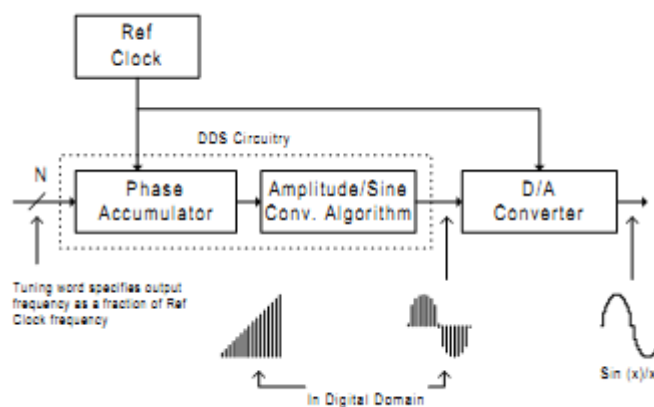 Ref
Clock
DDS Circuitry
N
Phase
Accumulator
Amplitude/Sine
Conv. Algorithm
D/A
Converter
Tuning word specifies output
frequency as a fraction of Ref
Clock frequency
In Digital Domain
Sin (x)/x